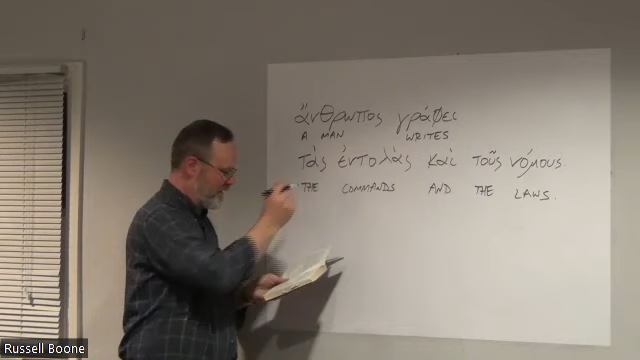 ἄνθρωπος γράφει
A MAN WRITES
τὰς ἐντολὰς καὶ τοὺς νόμους.
THE COMMANDS AND THE LAWS.
Russell Boone